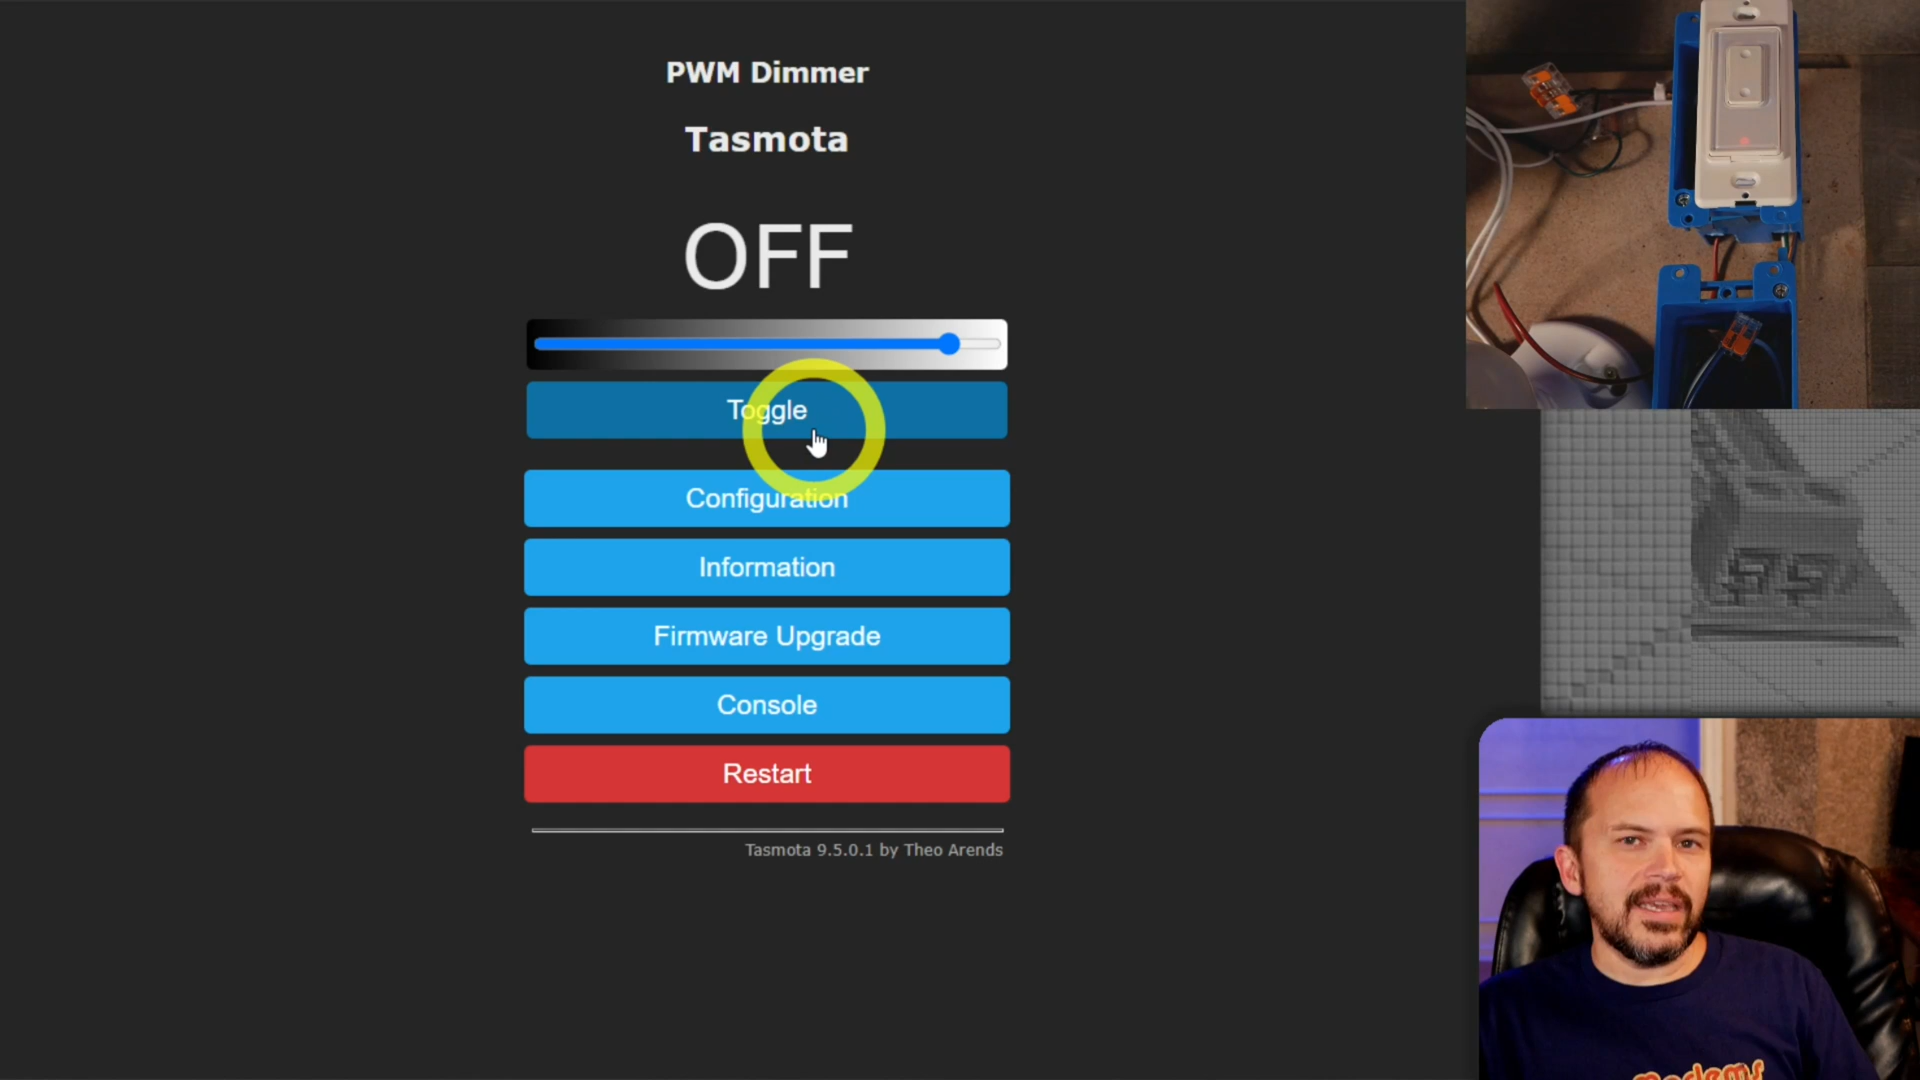 PWM Dimmer
Tasmota
OFF
Toggle
Configuration
Information
Firmware Upgrade
Console
Restart
Tasmota 9.5.0.1 by Theo Arends